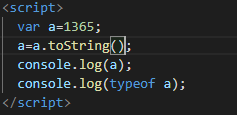 <script>
var a=1365;
a=a.toString();
console.log(a);
console.log(typeof a);
</script>